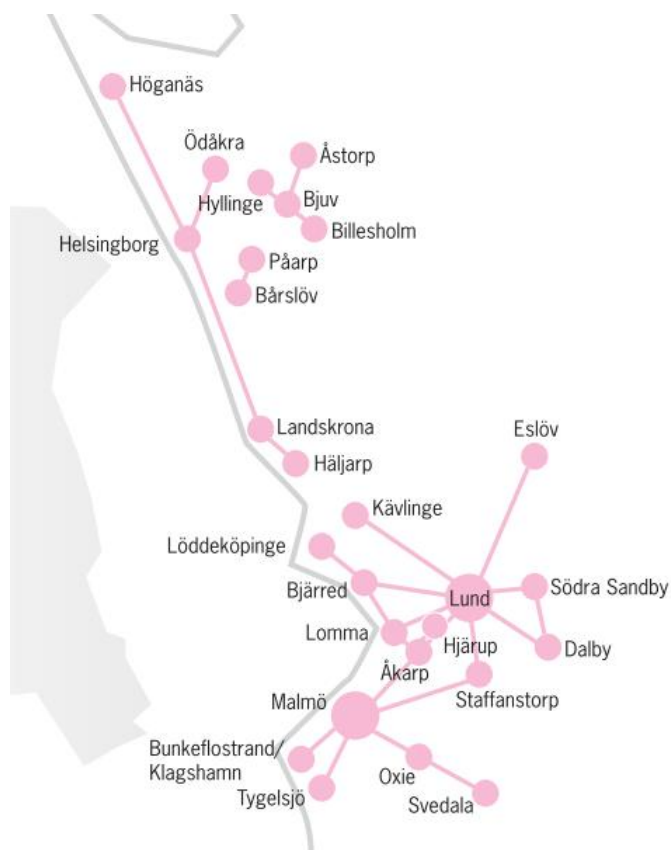 Höganäs
Ödåkra
Åstorp
Hyllinge
Bjuv
Billesholm
Helsingborg
Påarp
Bårslöv
Landskrona
Häljarp
Eslöv
Kävlinge
Löddeköpinge
Bjärred
Lund
Södra Sandby
Lomma
Hjärup
Dalby
Åkarp
Staffanstorp
Malmö
Bunkeflostrand/
Klagshamn
Oxie
Tygelsjö
Svedala